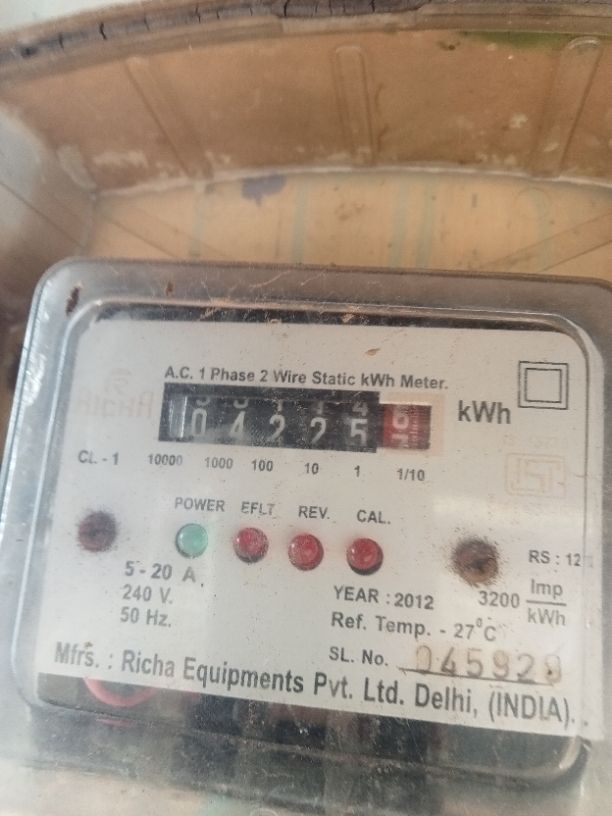 A.C. 1 Phase 2 Wire Static kWh Meter.
04225 kWh
CL - 1 10000 1000 100 10 1 1/10
POWER EFLT REV. CAL.
5 - 20 A.
240 V.
50 Hz.
RS : 12
YEAR : 2012
3200 Imp/kWh
Ref. Temp. - 27°C
SL. No. 045929
Mfrs. : Richa Equipments Pvt. Ltd. Delhi, (INDIA).